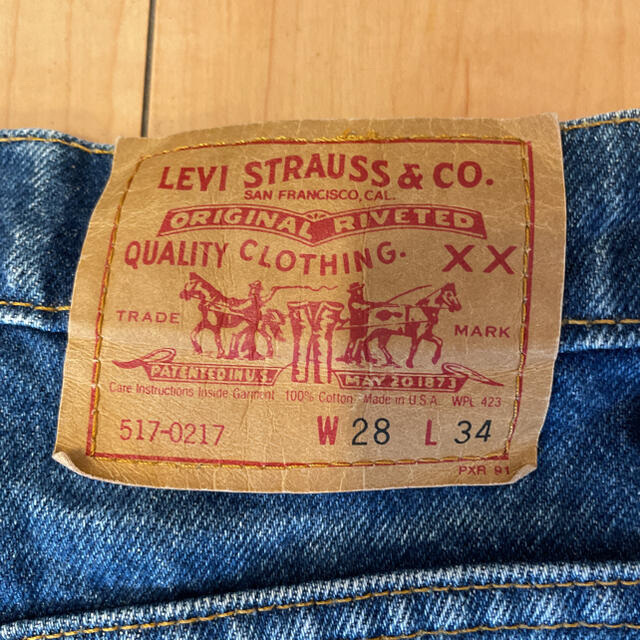 LEVI STRAUSS & CO.
SAN FRANCISCO, CAL.
ORIGINAL RIVETED
QUALITY CLOTHING. XX
TRADE MARK
PATENTED IN U.S. MAY 20 1873
Care Instructions Inside Garment 100% Cotton Made in U.S.A. WPL 423
517-0217 W 28 L 34
PXR 91